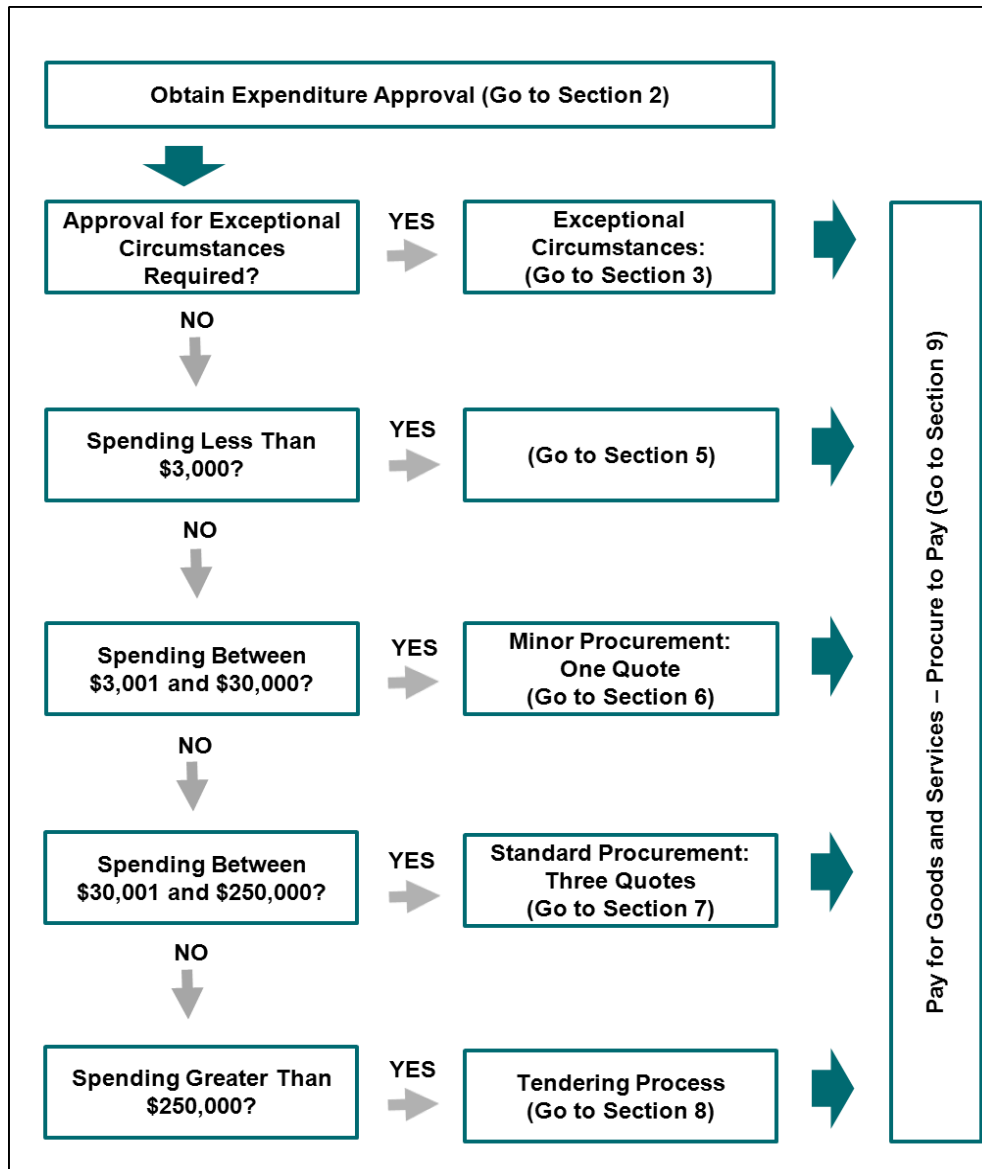 Obtain Expenditure Approval (Go to Section 2)
Approval for Exceptional
Circumstances
Required?
YES
Exceptional
Circumstances:
(Go to Section 3)
NO
Spending Less Than
$3,000?
YES
(Go to Section 5)
NO
Spending Between
$3,001 and $30,000?
YES
Minor Procurement:
One Quote
(Go to Section 6)
NO
Spending Between
$30,001 and $250,000?
YES
Standard Procurement:
Three Quotes
(Go to Section 7)
NO
Spending Greater Than
$250,000?
YES
Tendering Process
(Go to Section 8)
Pay for Goods and Services – Procure to Pay (Go to Section 9)